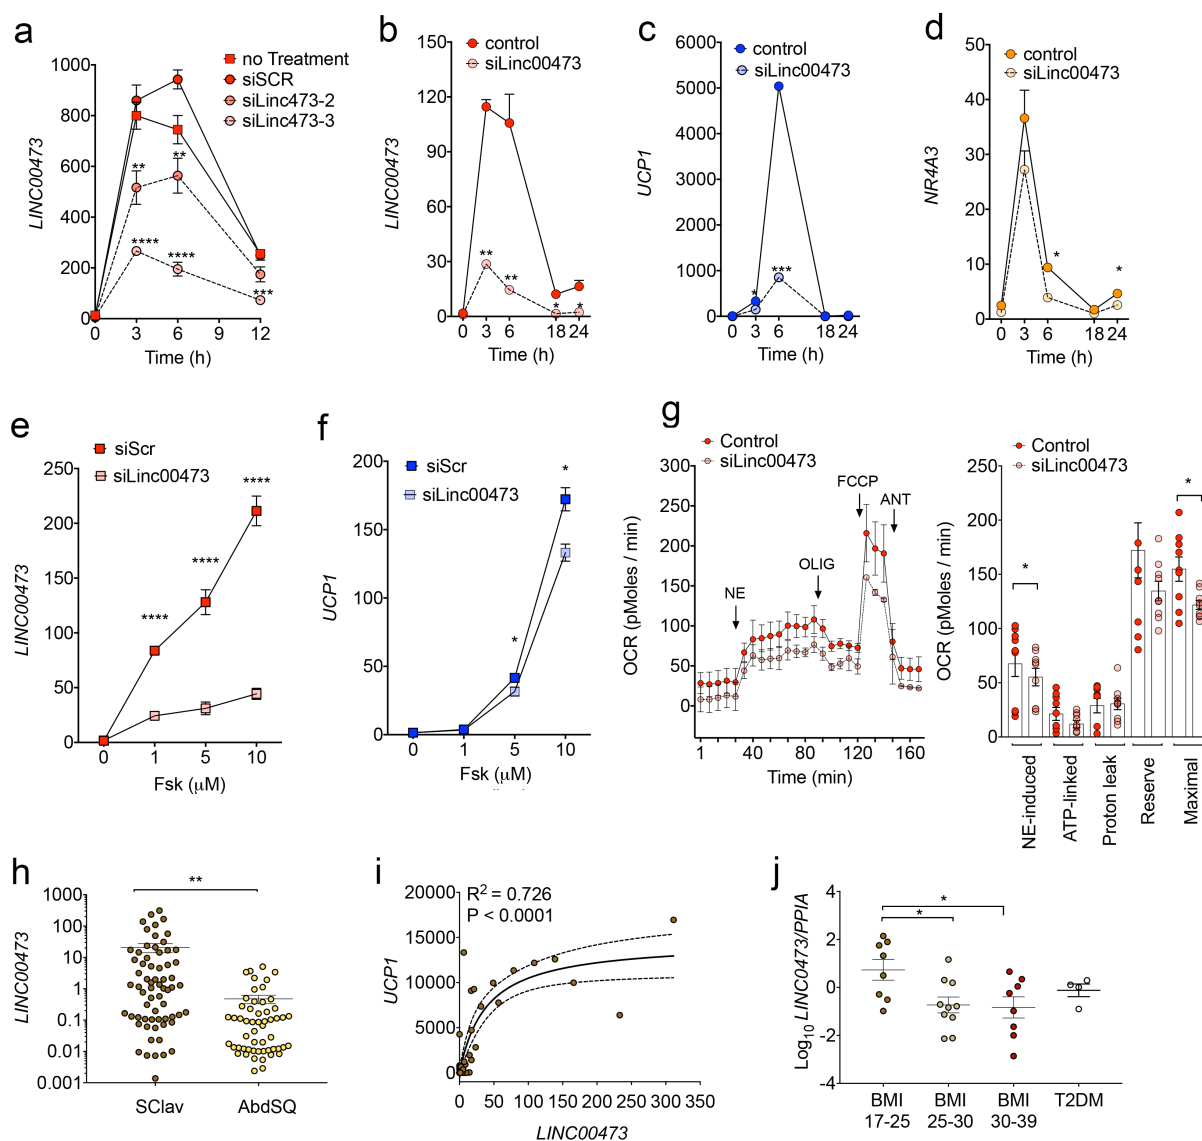 a
no Treatment
siSCR
siLinc473-2
siLinc473-3
LINC00473
1000
800
600
400
200
0
**
**
****
****
***
0 3 6 12
Time (h)
b
control
siLinc00473
LINC00473
150
120
90
60
30
0
**
**
*
*
0 3 6 18 24
Time (h)
c
control
siLinc00473
UCP1
6000
5000
4000
3000
2000
1000
0
*
***
0 3 6 18 24
Time (h)
d
control
siLinc00473
NR4A3
50
40
30
20
10
0
*
*
0 3 6 18 24
Time (h)
e
siScr
siLinc00473
LINC00473
250
200
150
100
50
0
****
****
****
0 1 5 10
Fsk (μM)
f
siScr
siLinc00473
UCP1
200
150
100
50
0
*
*
0 1 5 10
Fsk (μM)
g
Control
siLinc00473
OCR (pMoles / min)
300
250
200
150
100
50
0
NE
OLIG
FCCP
ANT
1 40 80 120 160
Time (min)
Control
siLinc00473
OCR (pMoles / min)
250
200
150
100
50
0
*
*
NE-induced
ATP-linked
Proton leak
Reserve
Maximal
h
**
LINC00473
1000
100
10
1
0.1
0.01
0.001
SClav AbdSQ
i
R2 = 0.726
P < 0.0001
UCP1
20000
15000
10000
5000
0
0 50 100 150 200 250 300 350
LINC00473
j
*
*
Log10 LINC0473/PPIA
4
2
-0
-2
-4
BMI BMI BMI T2DM
17-25 25-30 30-39